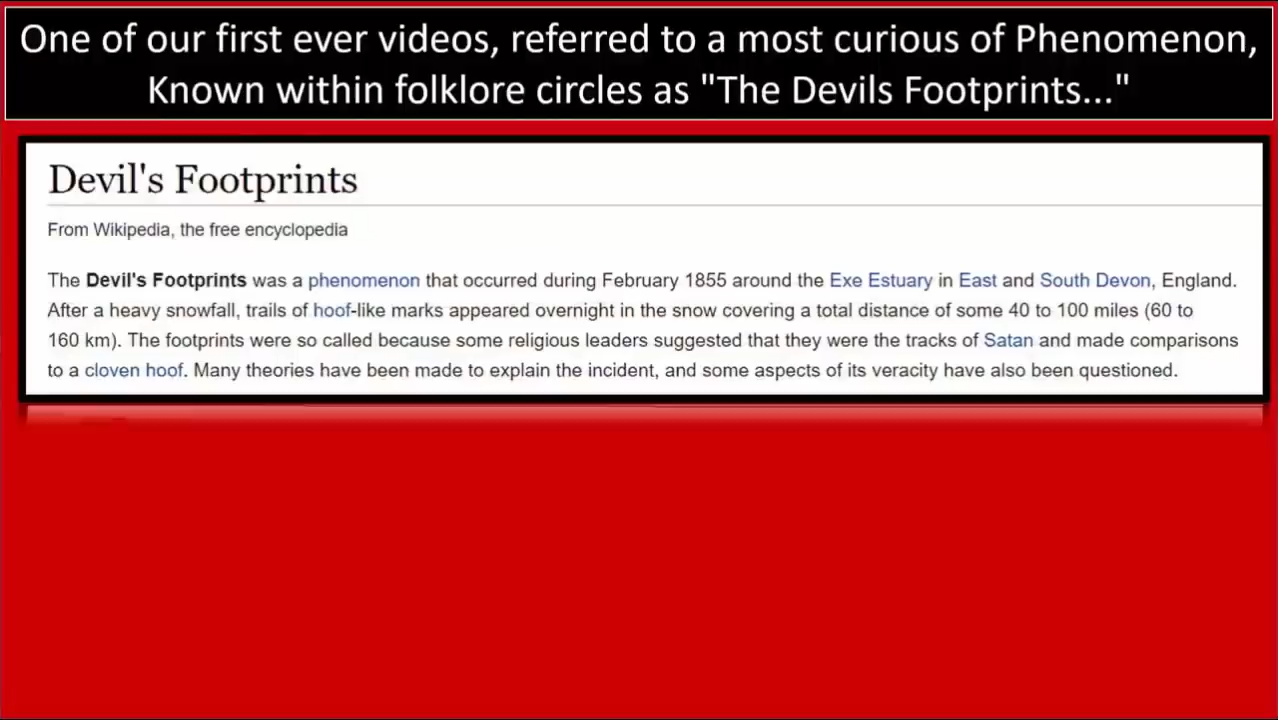 One of our first ever videos, referred to a most curious of Phenomenon,
Known within folklore circles as "The Devils Footprints..."
Devil's Footprints
From Wikipedia, the free encyclopedia
The Devil's Footprints was a phenomenon that occurred during February 1855 around the Exe Estuary in East and South Devon, England.
After a heavy snowfall, trails of hoof-like marks appeared overnight in the snow covering a total distance of some 40 to 100 miles (60 to
160 km). The footprints were so called because some religious leaders suggested that they were the tracks of Satan and made comparisons
to a cloven hoof. Many theories have been made to explain the incident, and some aspects of its veracity have also been questioned.